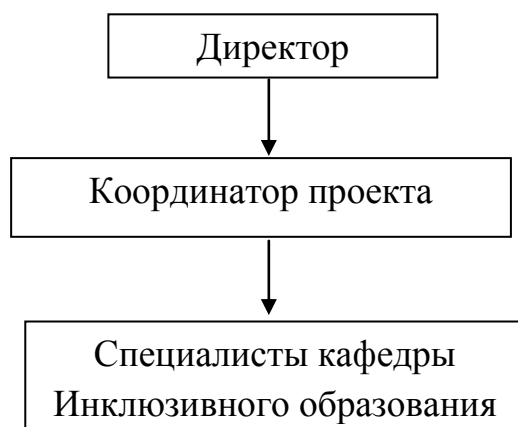 Директор
Координатор проекта
Специалисты кафедры
Инклюзивного образования